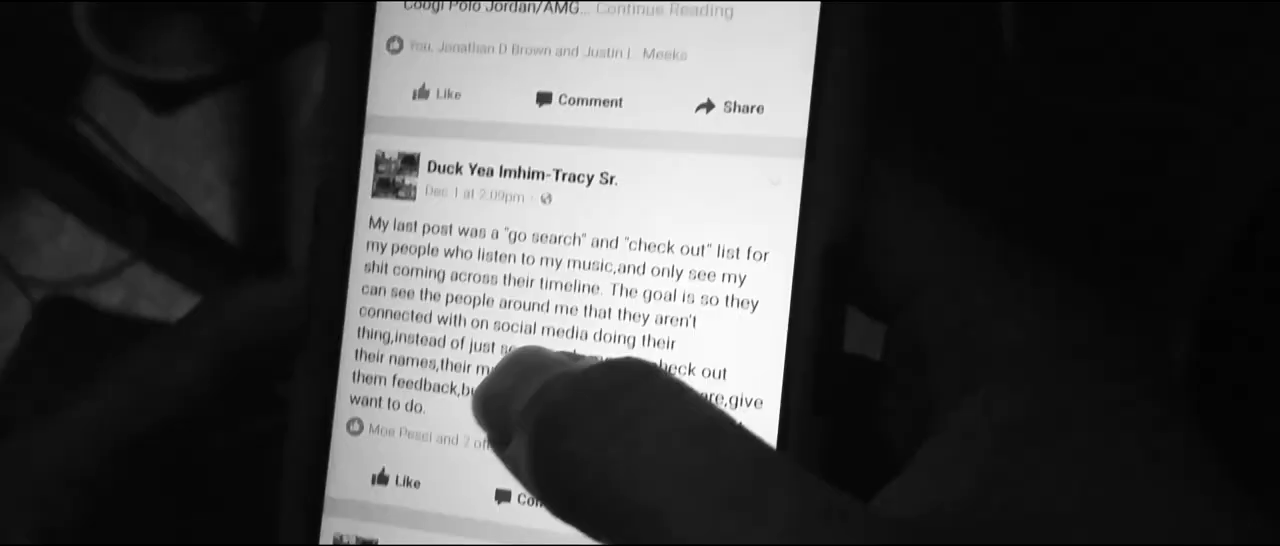 Coogi Polo Jordan/AMG... Continue Reading
You, Jonathan D Brown and Justin L. Meeks
Like Comment Share
Duck Yea Imhim-Tracy Sr.
Dec 1 at 2:09pm ·
My last post was a "go search" and "check out" list for
my people who listen to my music,and only see my
shit coming across their timeline. The goal is so they
can see the people around me that they aren't
connected with on social media doing their
thing,instead of just
check out
their names,their
give
them feedback,
want to do.
Moe Pesci and 2
Like